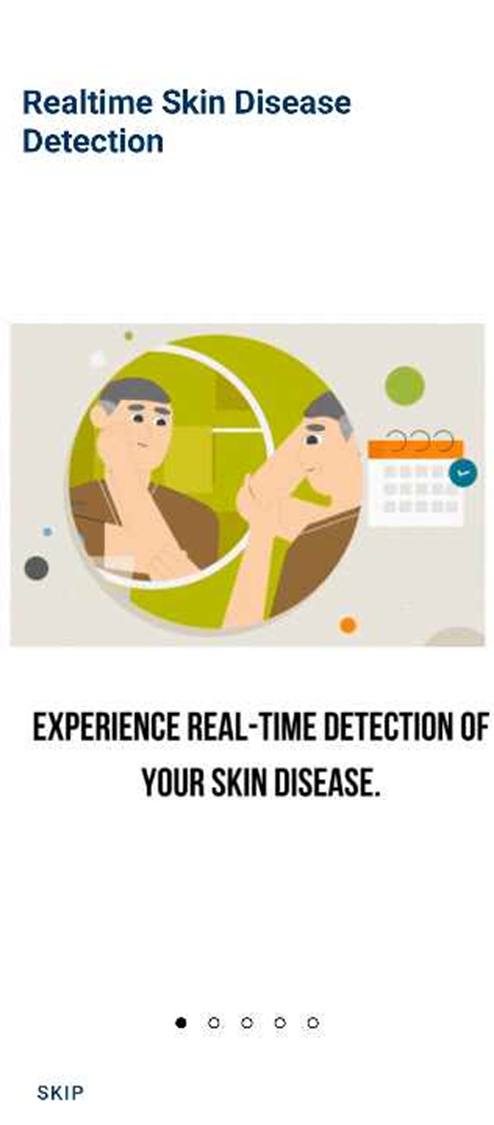 Realtime Skin Disease
Detection
EXPERIENCE REAL-TIME DETECTION OF
YOUR SKIN DISEASE.
SKIP